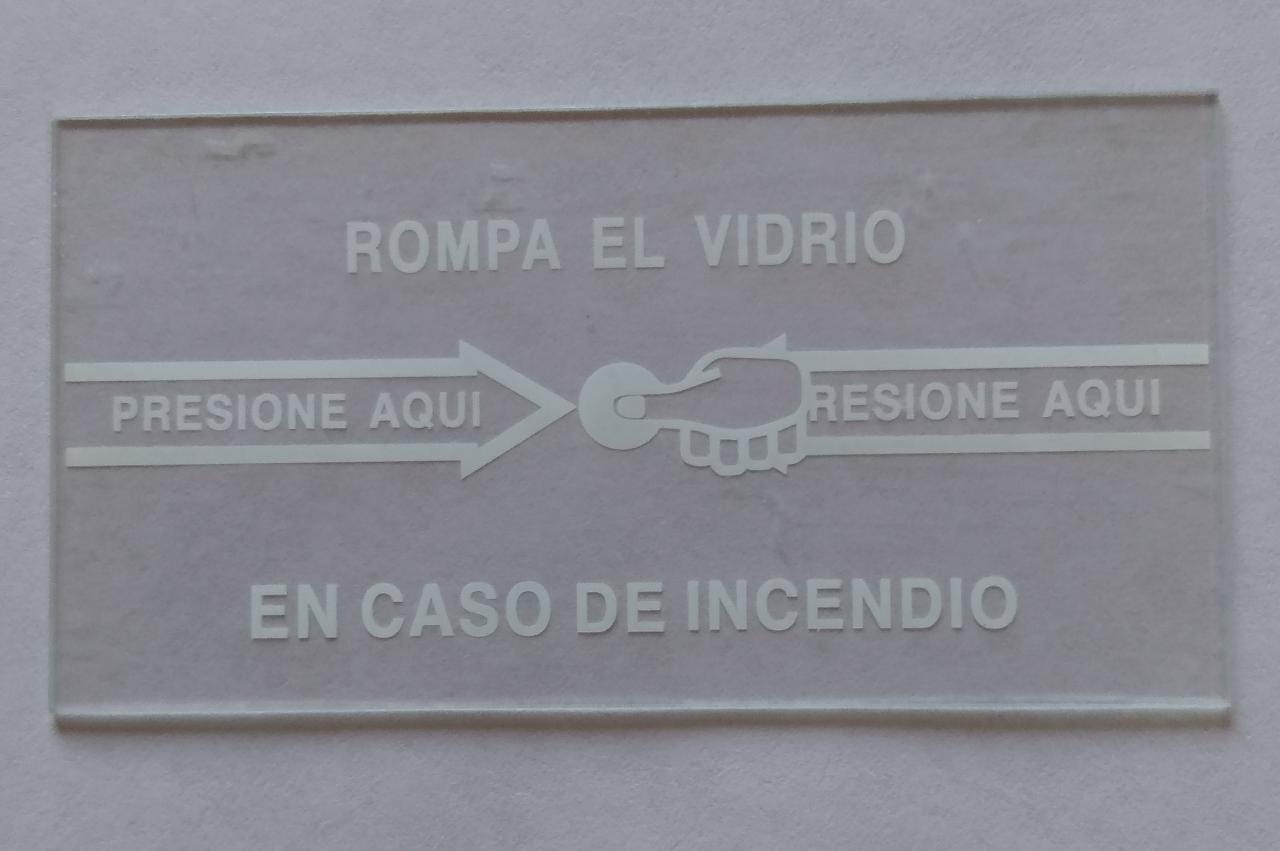 ROMPA EL VIDRIO
PRESIONE AQUI RESIONE AQUI
EN CASO DE INCENDIO